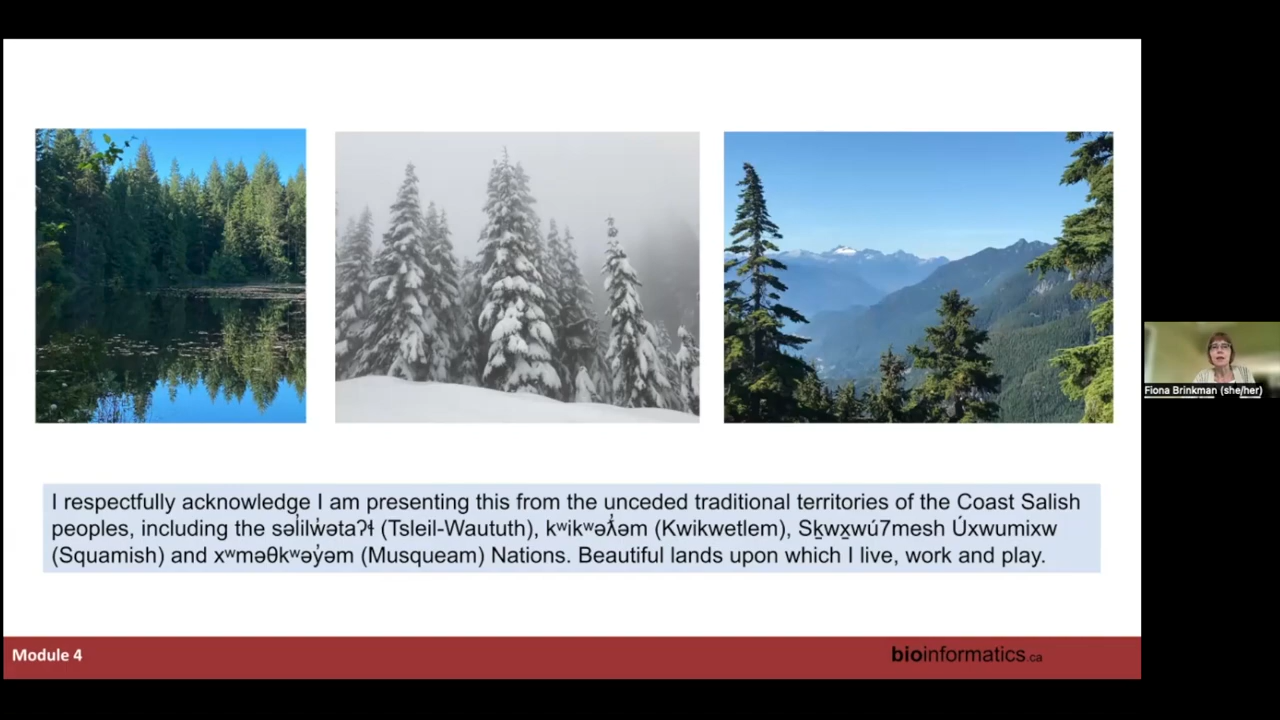 I respectfully acknowledge I am presenting this from the unceded traditional territories of the Coast Salish
peoples, including the səl̓ilw̓ətaʔɬ (Tsleil-Waututh), kʷikʷəƛ̓əm (Kwikwetlem), Sḵwx̱wú7mesh Úxwumixw
(Squamish) and xʷməθkʷəy̓əm (Musqueam) Nations. Beautiful lands upon which I live, work and play.
Fiona Brinkman (she/her)
Module 4
bioinformatics.ca